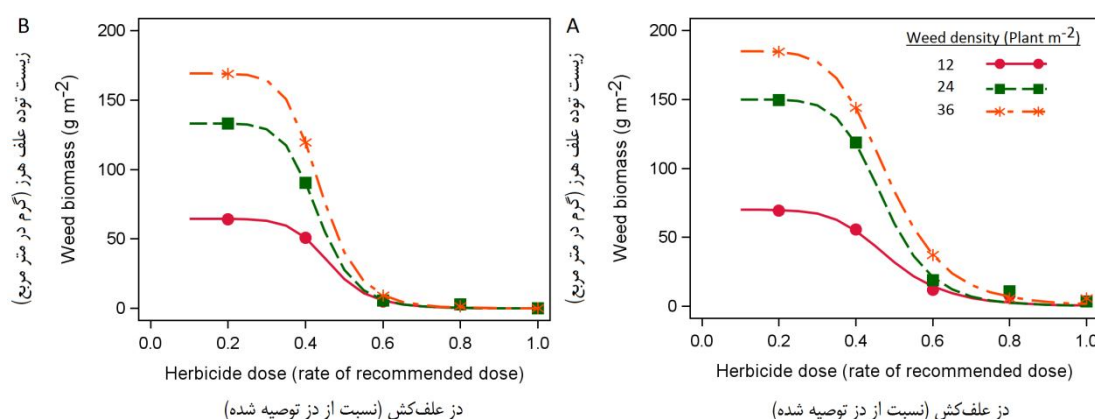 B
200
150
100
50
0
زیست توده علف هرز (گرم در متر مربع)
Weed biomass (g m-2)
0.0 0.2 0.4 0.6 0.8 1.0
Herbicide dose (rate of recommended dose)
دز علف‌کش (نسبت از دز توصیه شده)
A
200
150
100
50
0
زیست توده علف هرز (گرم در متر مربع)
Weed biomass (g m-2)
Weed density (Plant m-2)
12
24
36
0.0 0.2 0.4 0.6 0.8 1.0
Herbicide dose (rate of recommended dose)
دز علف‌کش (نسبت از دز توصیه شده)